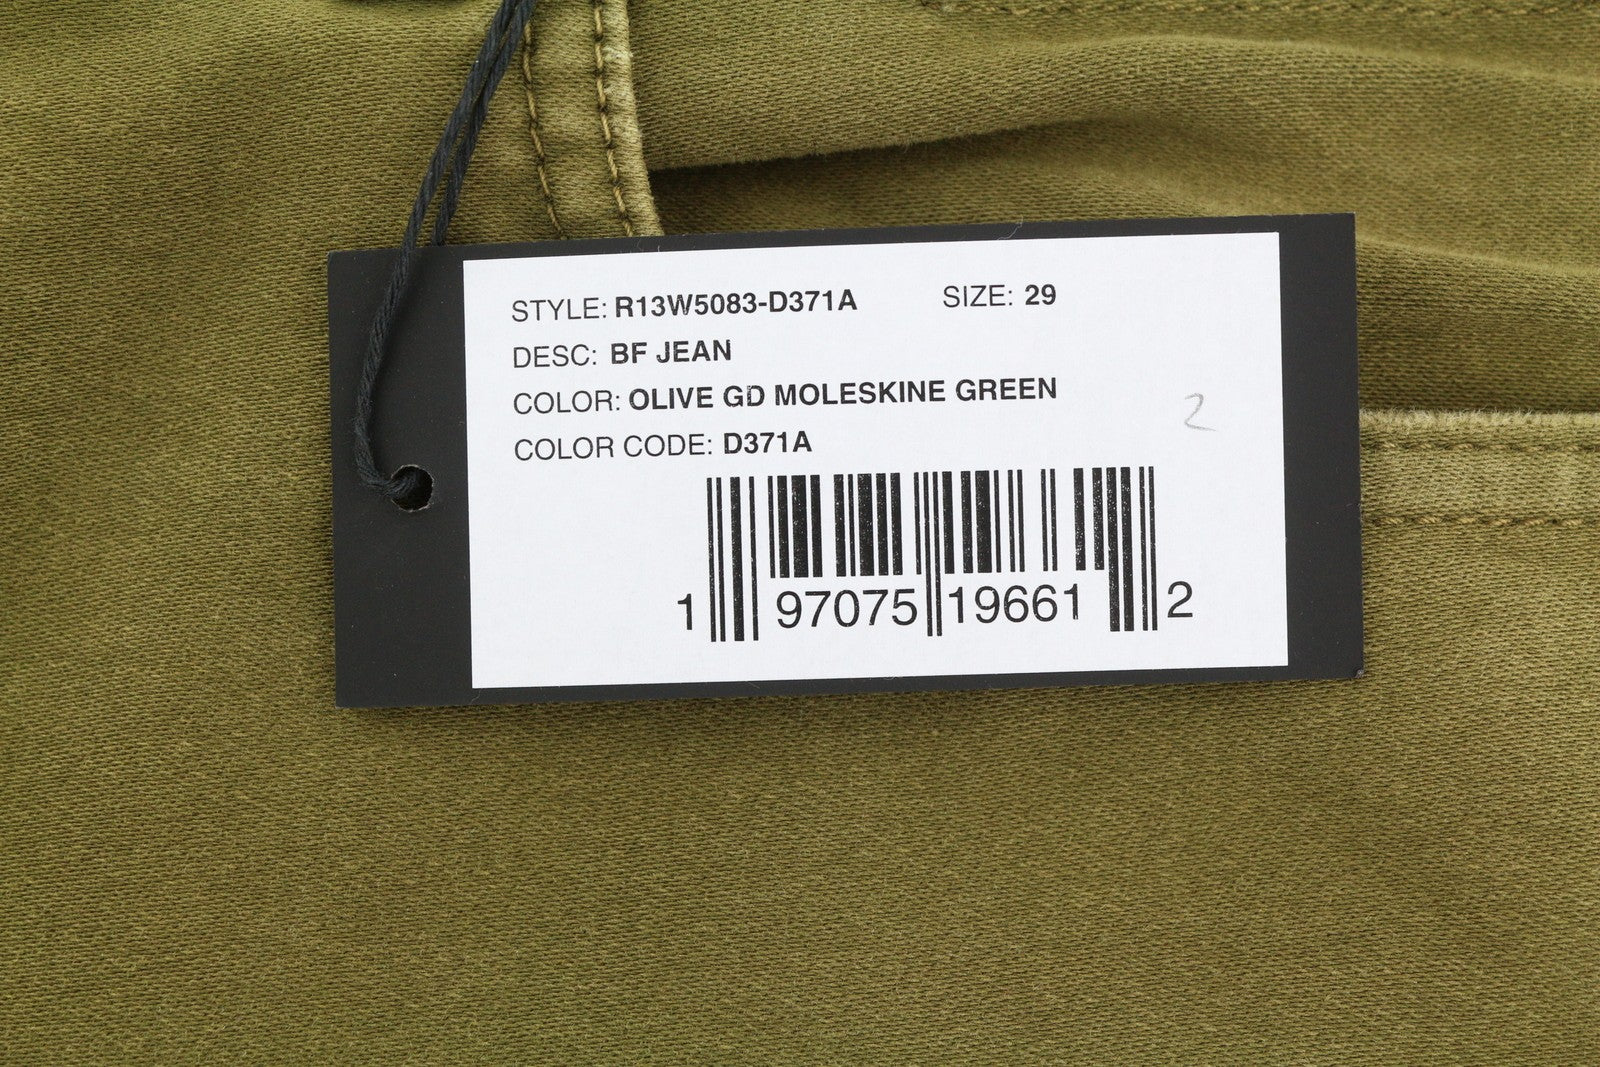 STYLE: R13W5083-D371A SIZE: 29
DESC: BF JEAN
COLOR: OLIVE GD MOLESKINE GREEN
2
COLOR CODE: D371A
1 97075 19661 2